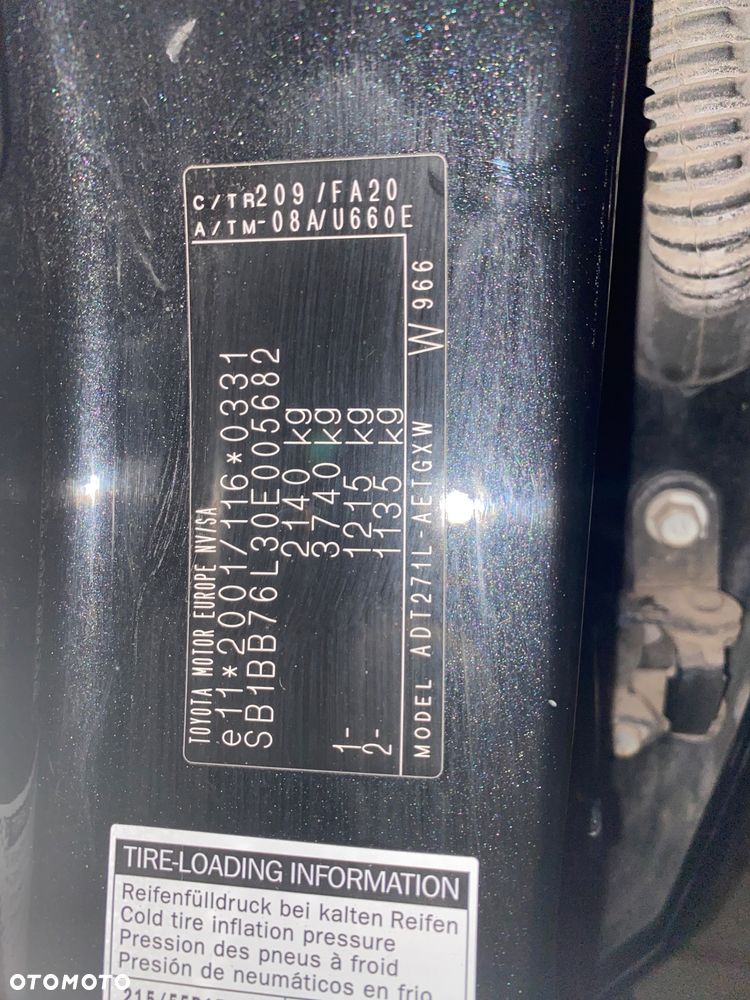 TOYOTA MOTOR EUROPE NV/SA
e11*2001/116*0331
SB1BB76L30E005682
2140 kg
3740 kg
1- 1215 kg
2- 1135 kg
MODEL ADT271L-AETGXW W966
C/TR209/FA20
A/TM-08A/U660E
TIRE-LOADING INFORMATION
Reifenfülldruck bei kalten Reifen
Cold tire inflation pressure
Pression des pneus à froid
Presión de neumáticos en frio
OTOMOTO